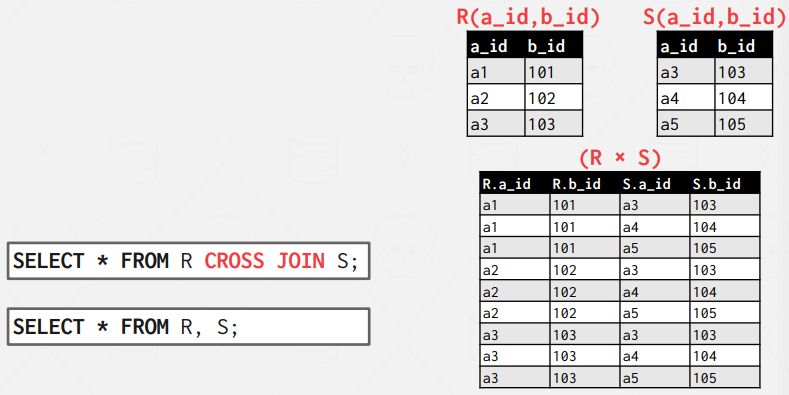 R(a_id,b_id)
a_id b_id
a1 101
a2 102
a3 103
S(a_id,b_id)
a_id b_id
a3 103
a4 104
a5 105
(R × S)
R.a_id R.b_id S.a_id S.b_id
a1 101 a3 103
a1 101 a4 104
a1 101 a5 105
a2 102 a3 103
a2 102 a4 104
a2 102 a5 105
a3 103 a3 103
a3 103 a4 104
a3 103 a5 105
SELECT * FROM R CROSS JOIN S;
SELECT * FROM R, S;